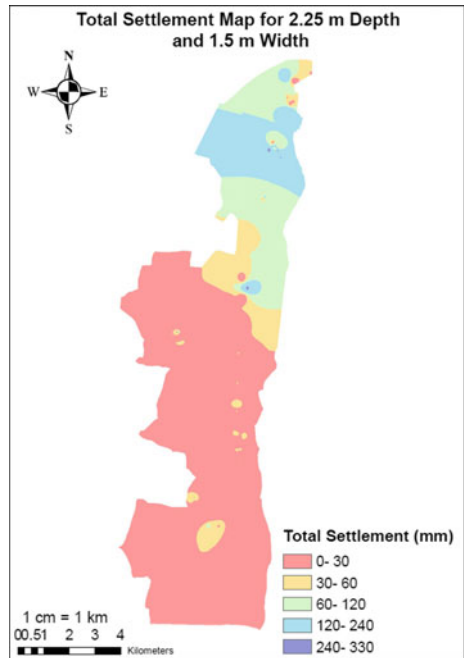 Total Settlement Map for 2.25 m Depth
and 1.5 m Width
N
W E
S
Total Settlement (mm)
0- 30
30- 60
60- 120
120- 240
240- 330
1 cm = 1 km
00.51 2 3 4 Kilometers